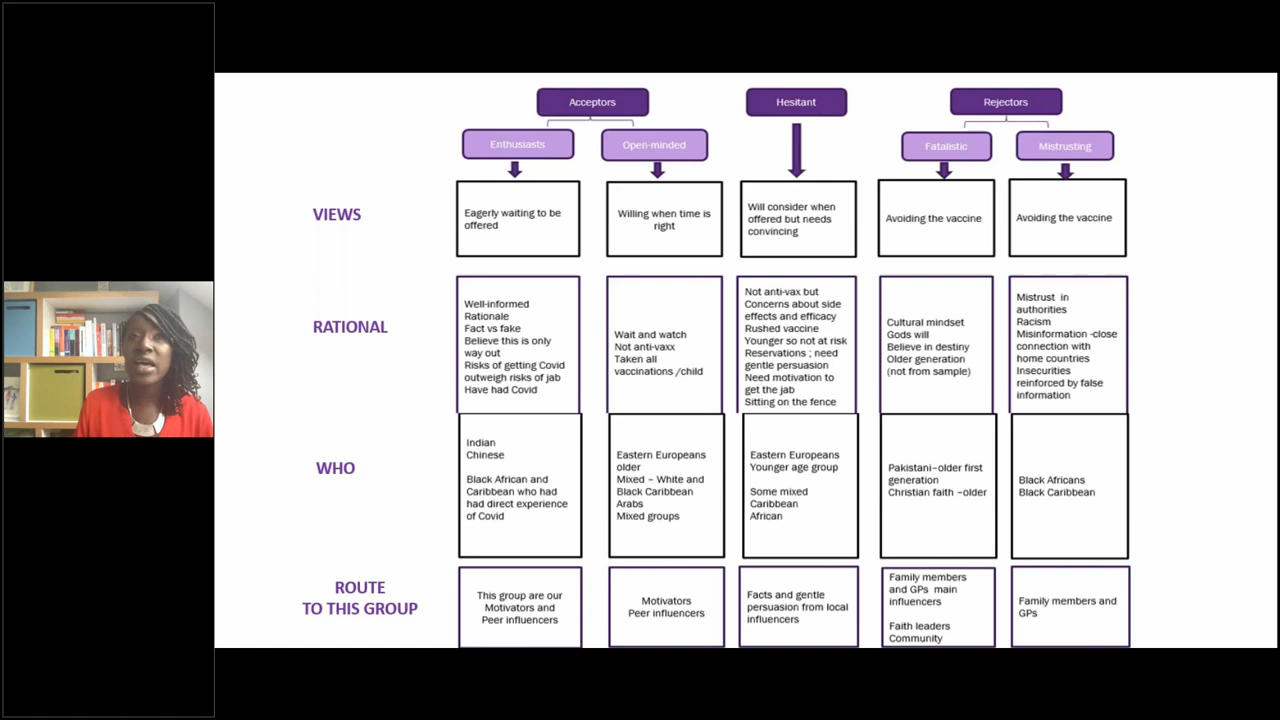 Acceptors
Hesitant
Rejectors
Enthusiasts
Open-minded
Fatalistic
Mistrusting
VIEWS
Eagerly waiting to be
offered
Willing when time is
right
Will consider when
offered but needs
convincing
Avoiding the vaccine
Avoiding the vaccine
RATIONAL
Well-informed
Rationale
Fact vs fake
Believe this is only
way out
Risks of getting Covid
outweigh risks of jab
Have had Covid
Wait and watch
Not anti-vaxx
Taken all
vaccinations /child
Not anti-vax but
Concerns about side
effects and efficacy
Rushed vaccine
Younger so not at risk
Reservations ; need
gentle persuasion
Need motivation to
get the jab
Sitting on the fence
Cultural mindset
Gods will
Believe in destiny
Older generation
(not from sample)
Mistrust in
authorities
Racism
Misinformation -close
connection with
home countries
Insecurities
reinforced by false
information
WHO
Indian
Chinese
Black African and
Caribbean who had
had direct experience
of Covid
Eastern Europeans
older
Mixed – White and
Black Caribbean
Arabs
Mixed groups
Eastern Europeans
Younger age group
Some mixed
Caribbean
African
Pakistani–older first
generation
Christian faith –older
Black Africans
Black Caribbean
ROUTE
TO THIS GROUP
This group are our
Motivators and
Peer influencers
Motivators
Peer influencers
Facts and gentle
persuasion from local
influencers
Family members
and GPs main
influencers
Faith leaders
Community
Family members and
GPs